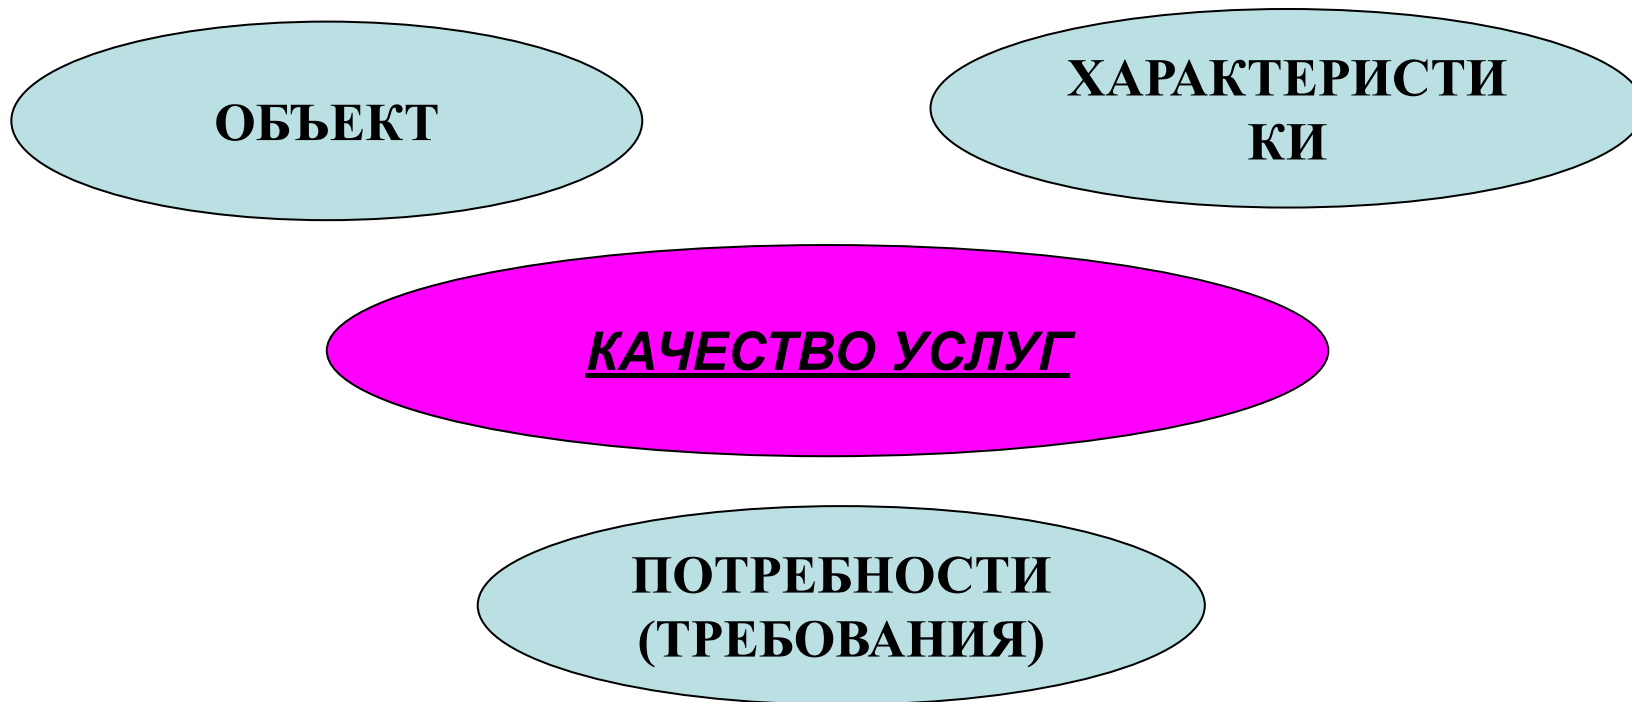 ОБЪЕКТ
ХАРАКТЕРИСТИ
КИ
КАЧЕСТВО УСЛУГ
ПОТРЕБНОСТИ
(ТРЕБОВАНИЯ)